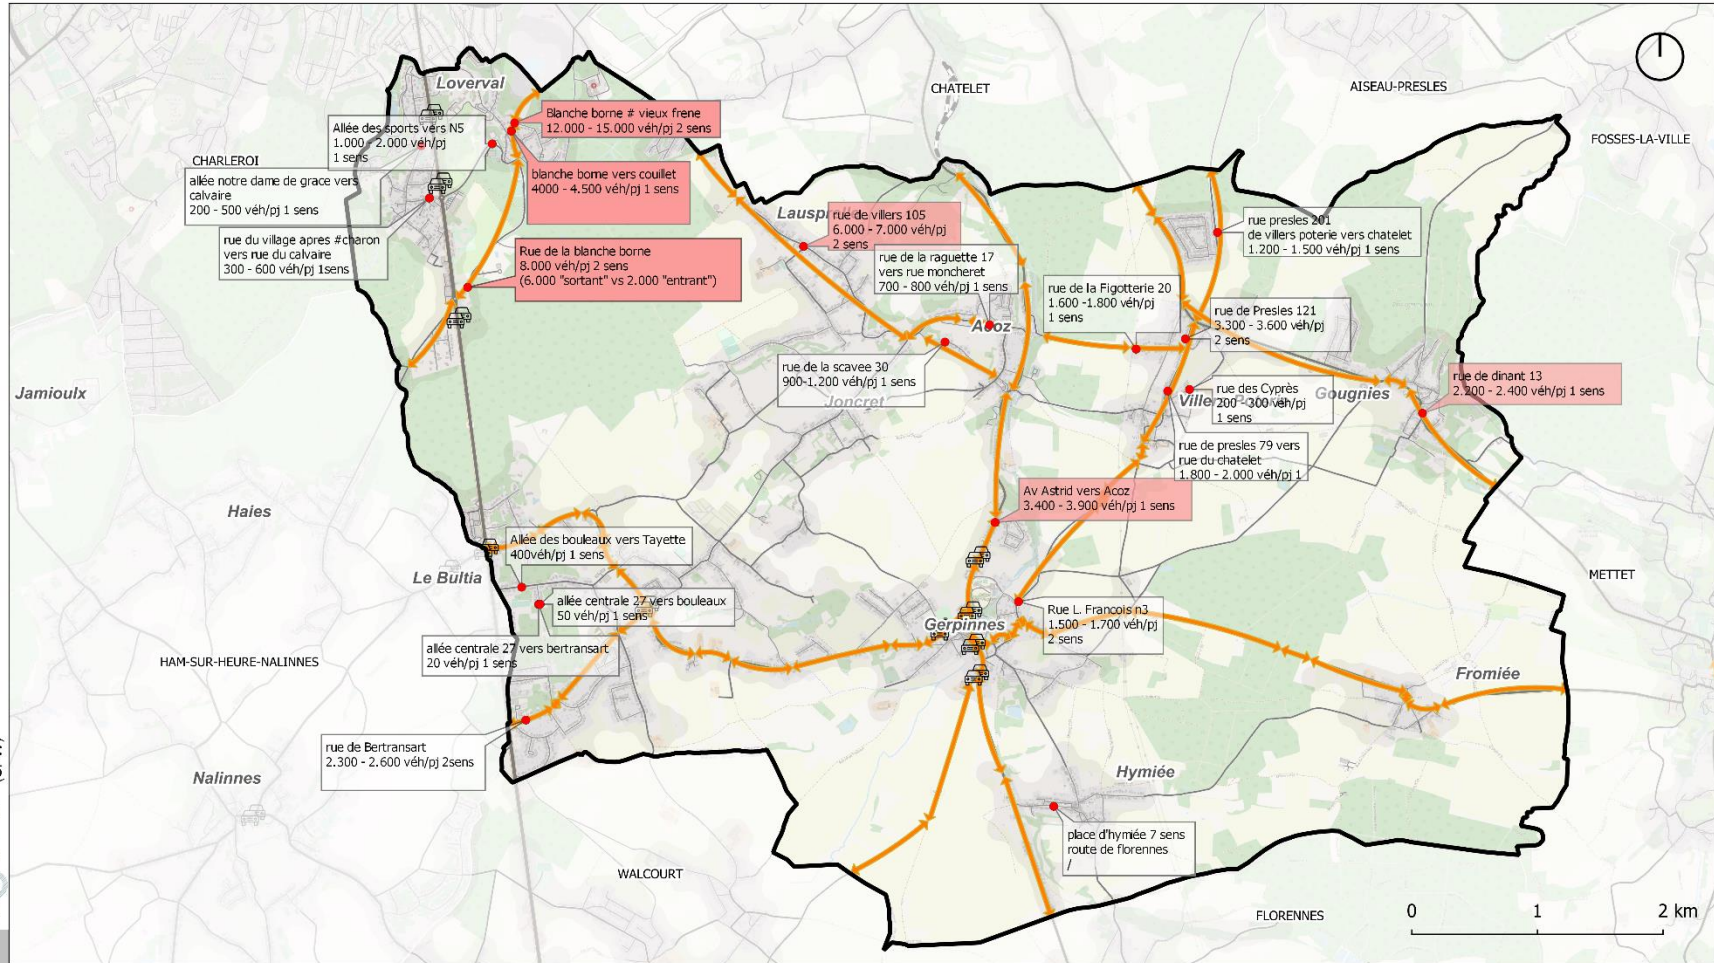 Loverval
CHATELET
AISEAU-PRESLES
FOSSES-LA-VILLE
CHARLEROI
Blanche borne # vieux frene
12.000 - 15.000 véh/pj 2 sens
Allée des sports vers N5
1.000 - 2.000 véh/pj
1 sens
blanche borne vers couillet
4000 - 4.500 véh/pj 1 sens
allée notre dame de grace vers
calvaire
200 - 500 véh/pj 1 sens
rue du village apres #charon
vers rue du calvaire
300 - 600 véh/pj 1sens
Rue de la blanche borne
8.000 véh/pj 2 sens
(6.000 "sortant" vs 2.000 "entrant")
rue de villers 105
6.000 - 7.000 véh/pj
2 sens
rue de la raguette 17
vers rue moncheret
700 - 800 véh/pj 1 sens
rue presles 201
de villers poterie vers chatelet
1.200 - 1.500 véh/pj 1 sens
rue de la Figotterie 20
1.600 -1.800 véh/pj
1 sens
rue de Presles 121
3.300 - 3.600 véh/pj
2 sens
Acoz
rue de la scavee 30
900-1.200 véh/pj 1 sens
Joncret
rue des Cyprès
200 - 300 véh/pj
1 sens
Gougnies
rue de dinant 13
2.200 - 2.400 véh/pj 1 sens
rue de presles 79 vers
rue du chatelet
1.800 - 2.000 véh/pj 1
Jamioulx
Haies
Av Astrid vers Acoz
3.400 - 3.900 véh/pj 1 sens
Allée des bouleaux vers Tayette
400véh/pj 1 sens
Le Bultia
METTET
allée centrale 27 vers bouleaux
50 véh/pj 1 sens
Gerpinnes
Rue L. Francois n3
1.500 - 1.700 véh/pj
2 sens
allée centrale 27 vers bertransart
20 véh/pj 1 sens
HAM-SUR-HEURE-NALINNES
Fromiée
rue de Bertransart
2.300 - 2.600 véh/pj 2sens
Nalinnes
Hymiée
place d'hymiée 7 sens
route de florennes
/
WALCOURT
FLORENNES
0 1 2 km